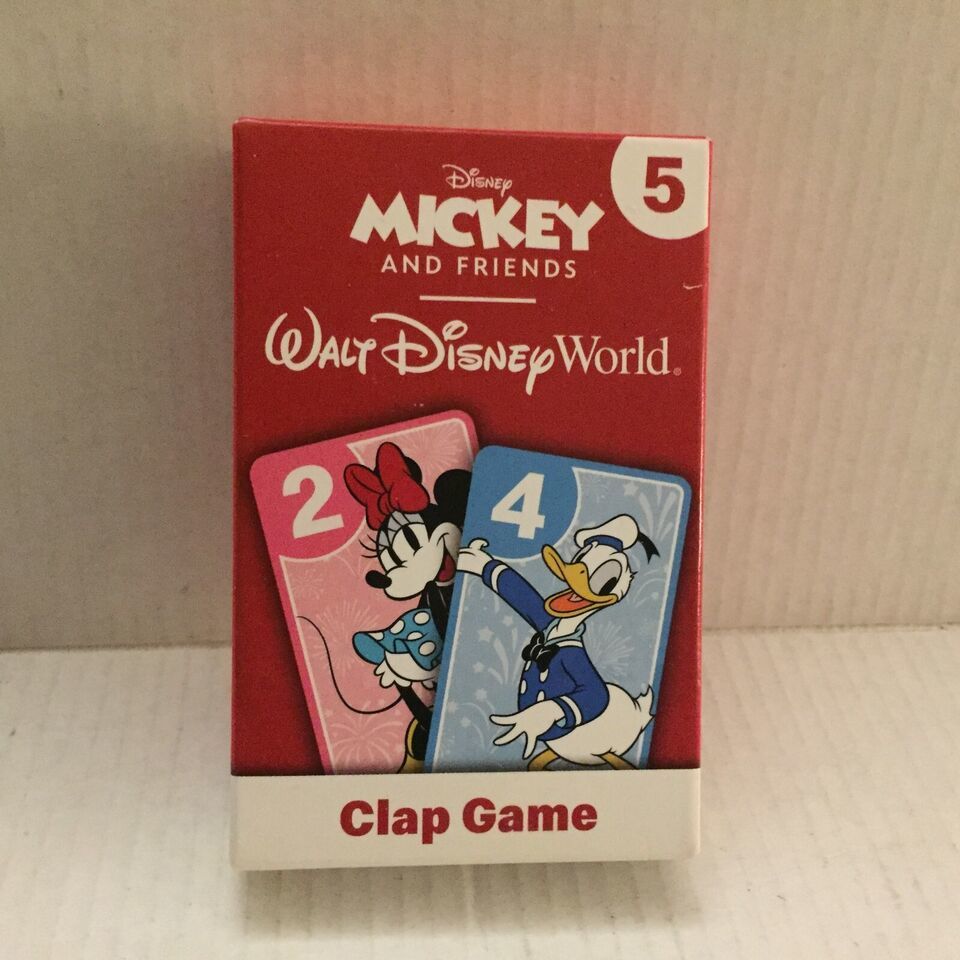 5
Disney
MICKEY
AND FRIENDS
WALT DISNEY World®
2
4
Clap Game